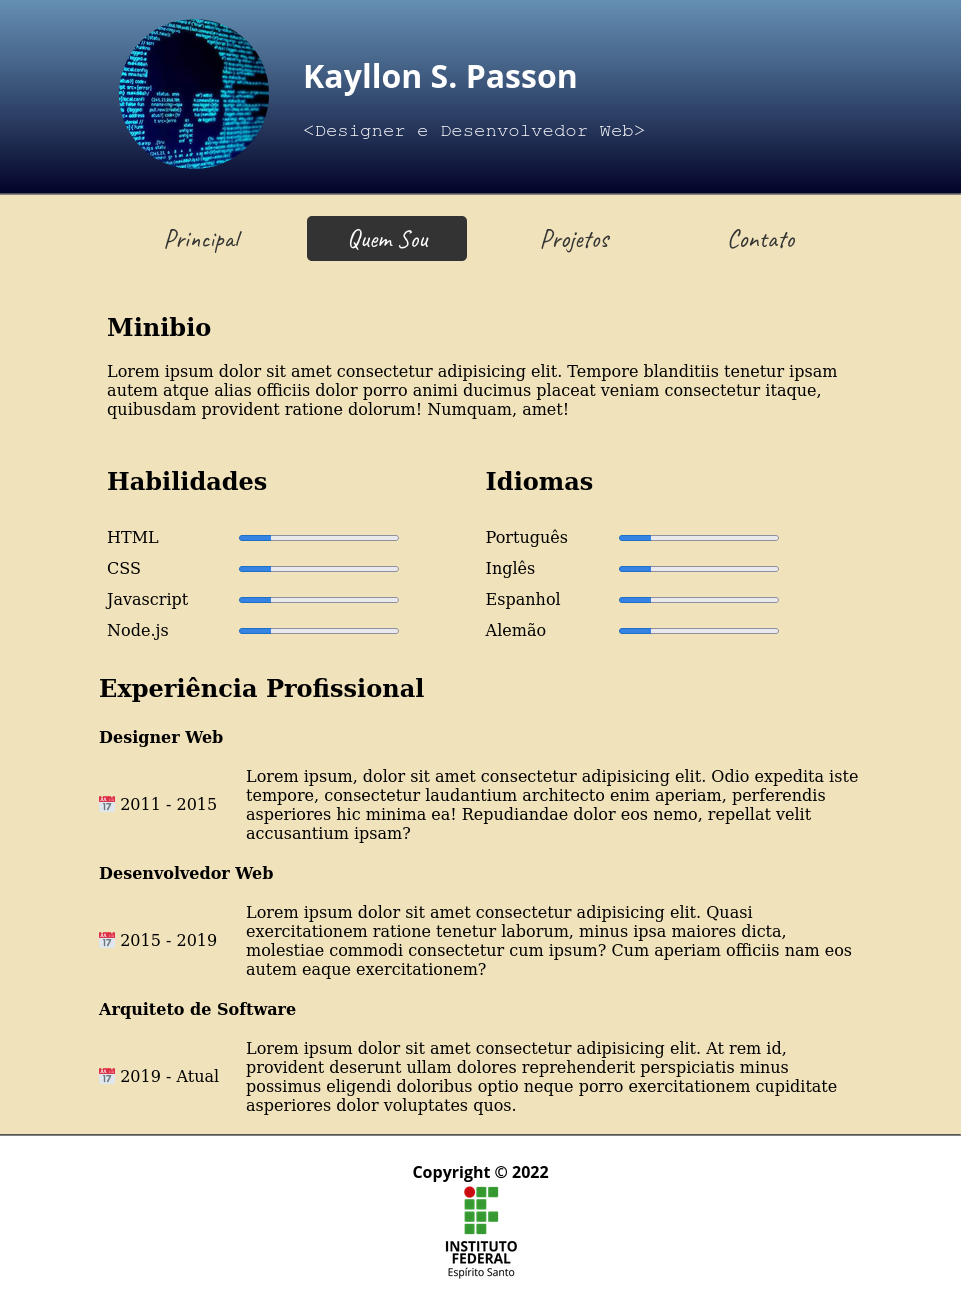 Kayllon S. Passon
<Designer e Desenvolvedor Web>
Principal
Quem Sou
Projetos
Contato
Minibio
Lorem ipsum dolor sit amet consectetur adipisicing elit. Tempore blanditiis tenetur ipsam
autem atque alias officiis dolor porro animi ducimus placeat veniam consectetur itaque,
quibusdam provident ratione dolorum! Numquam, amet!
Habilidades
HTML
CSS
Javascript
Node.js
Idiomas
Português
Inglês
Espanhol
Alemão
Experiência Profissional
Designer Web
📅 2011 - 2015
Lorem ipsum, dolor sit amet consectetur adipisicing elit. Odio expedita iste
tempore, consectetur laudantium architecto enim aperiam, perferendis
asperiores hic minima ea! Repudiandae dolor eos nemo, repellat velit
accusantium ipsam?
Desenvolvedor Web
📅 2015 - 2019
Lorem ipsum dolor sit amet consectetur adipisicing elit. Quasi
exercitationem ratione tenetur laborum, minus ipsa maiores dicta,
molestiae commodi consectetur cum ipsum? Cum aperiam officiis nam eos
autem eaque exercitationem?
Arquiteto de Software
📅 2019 - Atual
Lorem ipsum dolor sit amet consectetur adipisicing elit. At rem id,
provident deserunt ullam dolores reprehenderit perspiciatis minus
possimus eligendi doloribus optio neque porro exercitationem cupiditate
asperiores dolor voluptates quos.
Copyright © 2022
INSTITUTO
FEDERAL
Espírito Santo